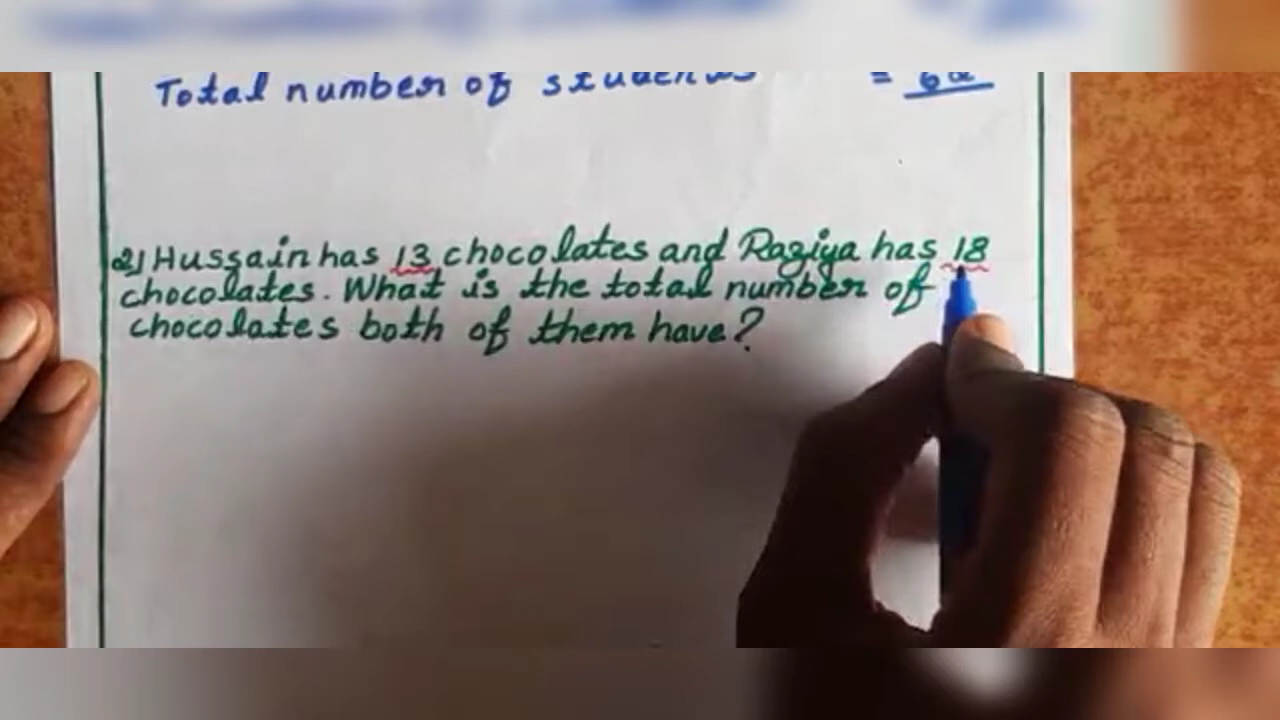 Total number of students =
2) Hussain has 13 chocolates and Raziya has 18
chocolates. What is the total number of
chocolates both of them have?